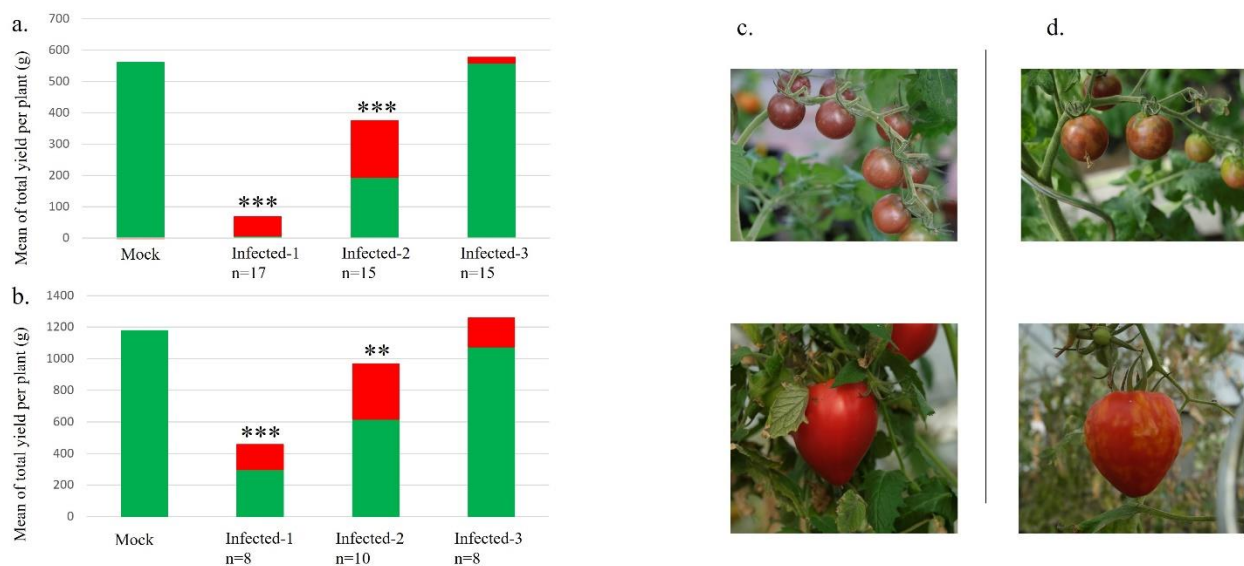 a.
Mean of total yield per plant (g)
700
600
500
400
300
200
100
0
***
***
Mock
Infected-1
n=17
Infected-2
n=15
Infected-3
n=15
b.
Mean of total yield per plant (g)
1400
1200
1000
800
600
400
200
0
***
**
Mock
Infected-1
n=8
Infected-2
n=10
Infected-3
n=8
c.
d.